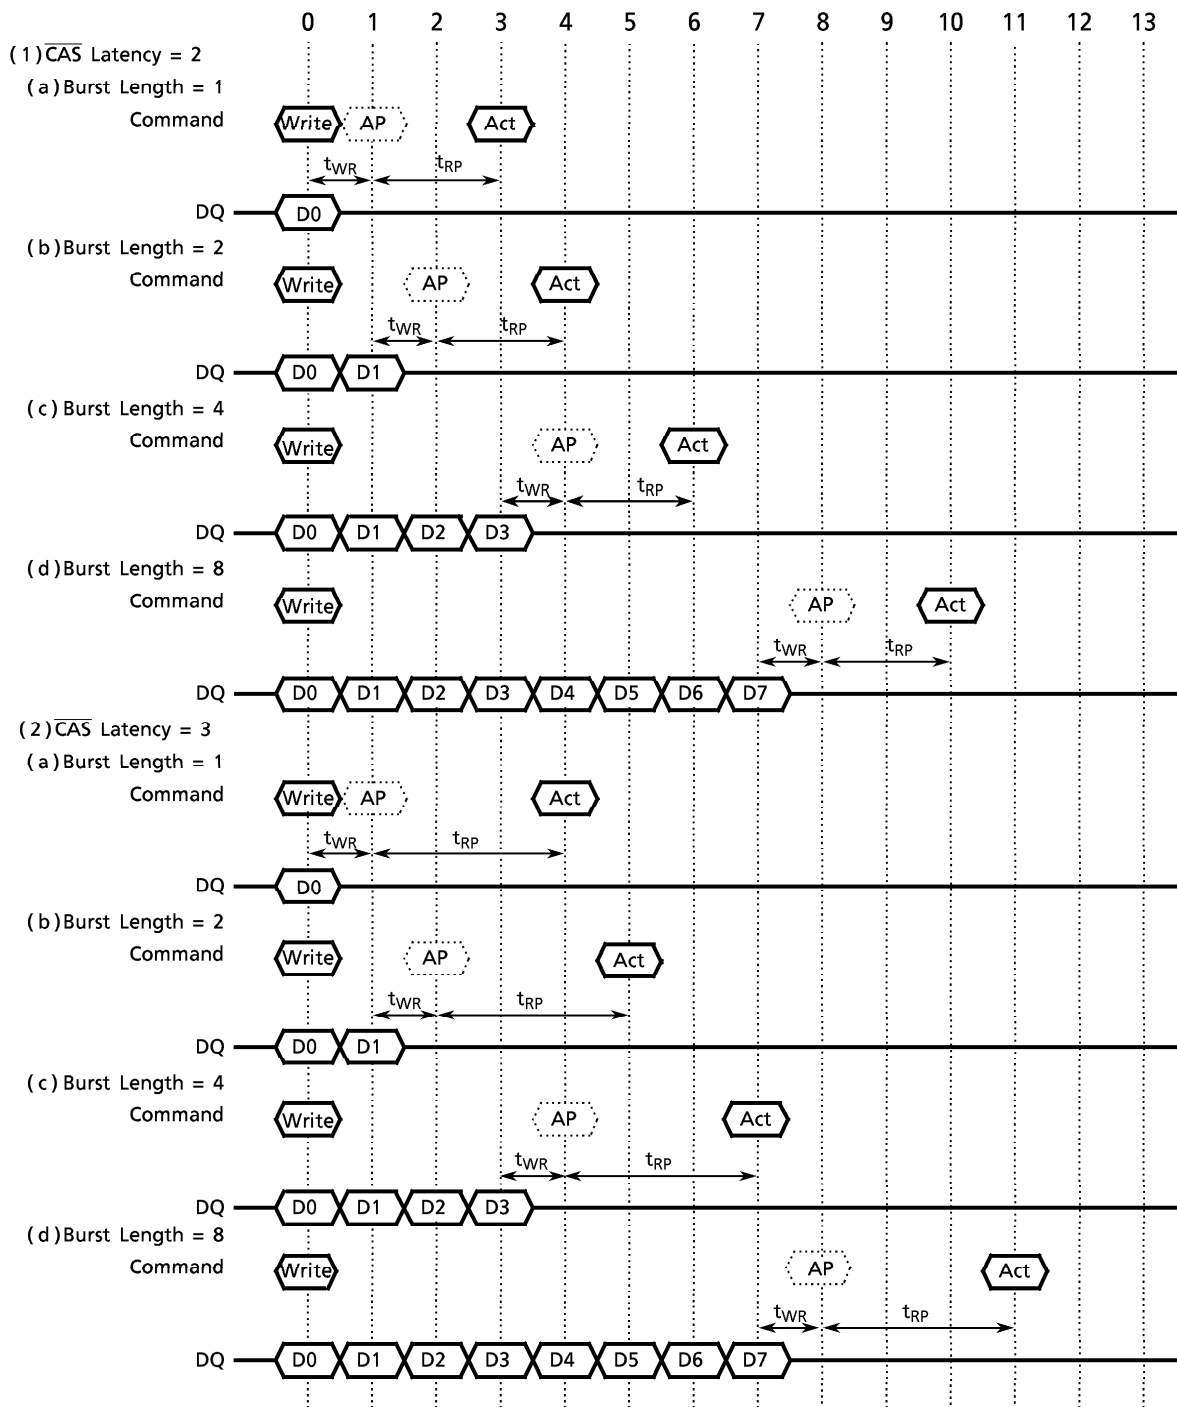 0 1 2 3 4 5 6 7 8 9 10 11 12 13
(1) CAS Latency = 2
(a) Burst Length = 1
Command Write AP Act
tWR tRP
DQ D0
(b) Burst Length = 2
Command Write AP Act
tWR tRP
DQ D0 D1
(c) Burst Length = 4
Command Write AP Act
tWR tRP
DQ D0 D1 D2 D3
(d) Burst Length = 8
Command Write AP Act
tWR tRP
DQ D0 D1 D2 D3 D4 D5 D6 D7
(2) CAS Latency = 3
(a) Burst Length = 1
Command Write AP Act
tWR tRP
DQ D0
(b) Burst Length = 2
Command Write AP Act
tWR tRP
DQ D0 D1
(c) Burst Length = 4
Command Write AP Act
tWR tRP
DQ D0 D1 D2 D3
(d) Burst Length = 8
Command Write AP Act
tWR tRP
DQ D0 D1 D2 D3 D4 D5 D6 D7